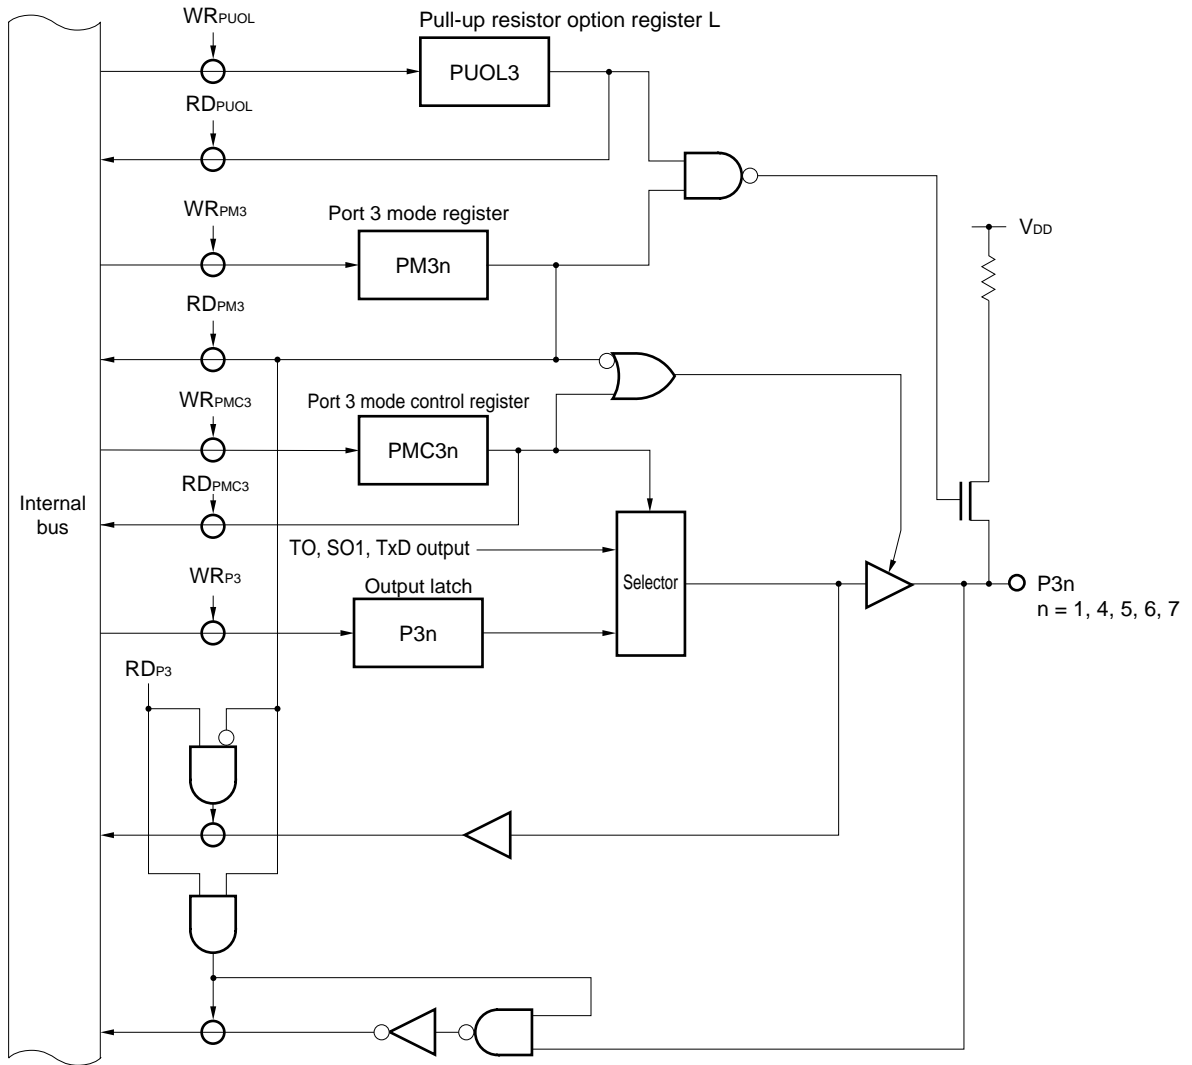 WRPUOL
Pull-up resistor option register L
PUOL3
RDPUOL
WRPM3
Port 3 mode register
VDD
PM3n
RDPM3
WRPMC3
Port 3 mode control register
PMC3n
RDPMC3
Internal
bus
TO, SO1, TxD output
WRP3
Output latch
Selector
P3n
n = 1, 4, 5, 6, 7
P3n
RDP3